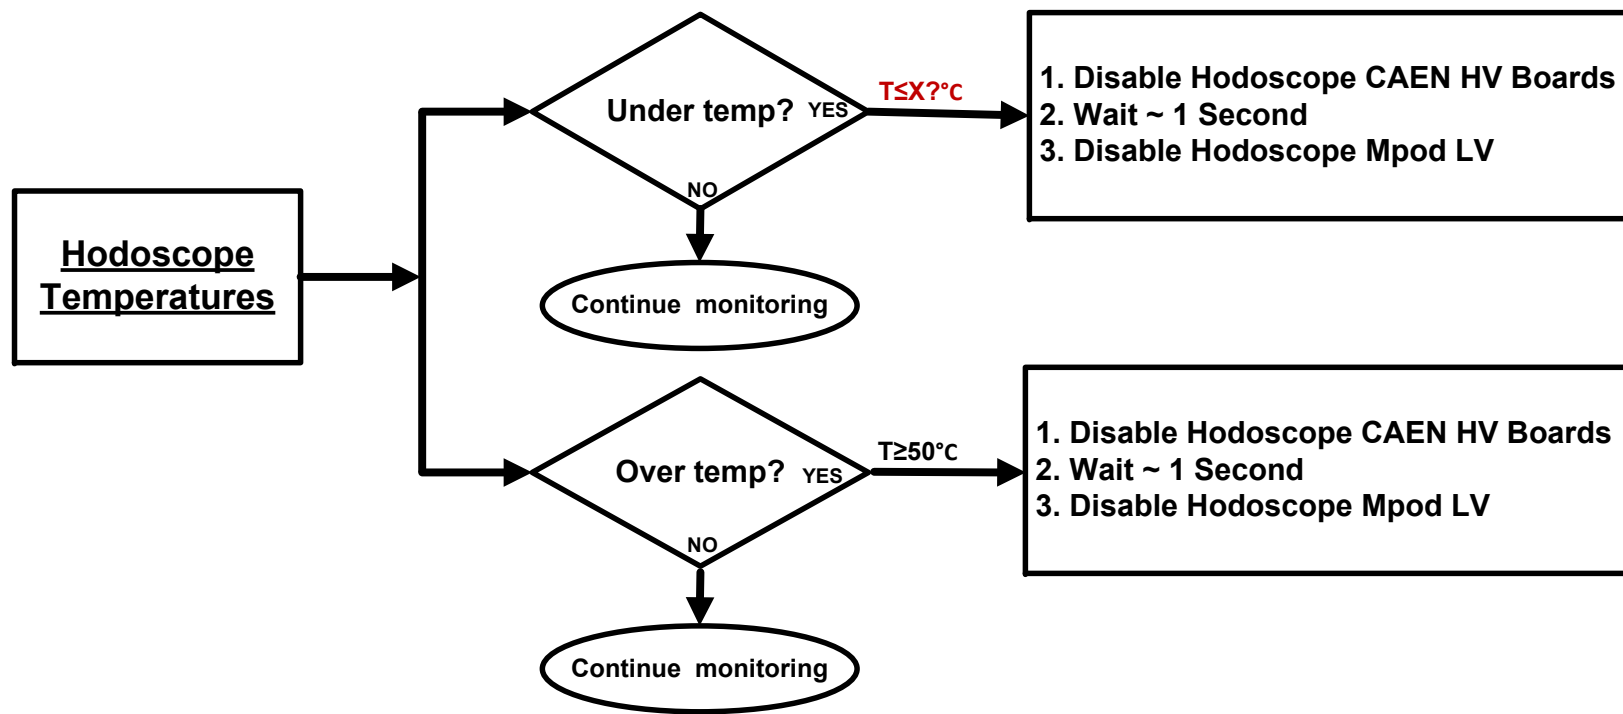 Hodoscope
Temperatures
Under temp? YES
NO
T≤X?°C
1. Disable Hodoscope CAEN HV Boards
2. Wait ~ 1 Second
3. Disable Hodoscope Mpod LV
Continue monitoring
Over temp? YES
NO
T≥50°C
1. Disable Hodoscope CAEN HV Boards
2. Wait ~ 1 Second
3. Disable Hodoscope Mpod LV
Continue monitoring